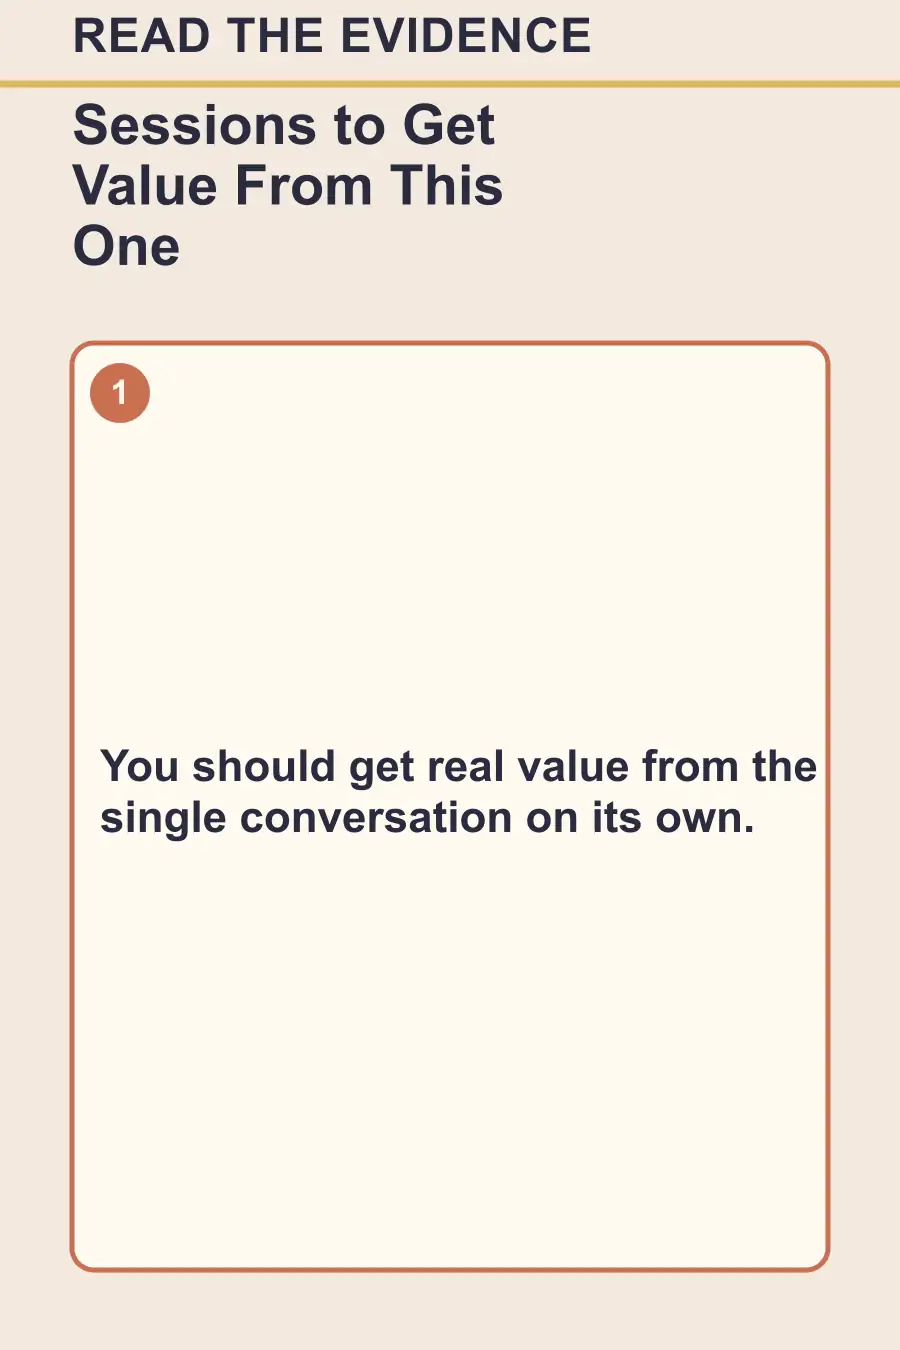 READ THE EVIDENCE
Sessions to Get
Value From This
One
1
You should get real value from the
single conversation on its own.